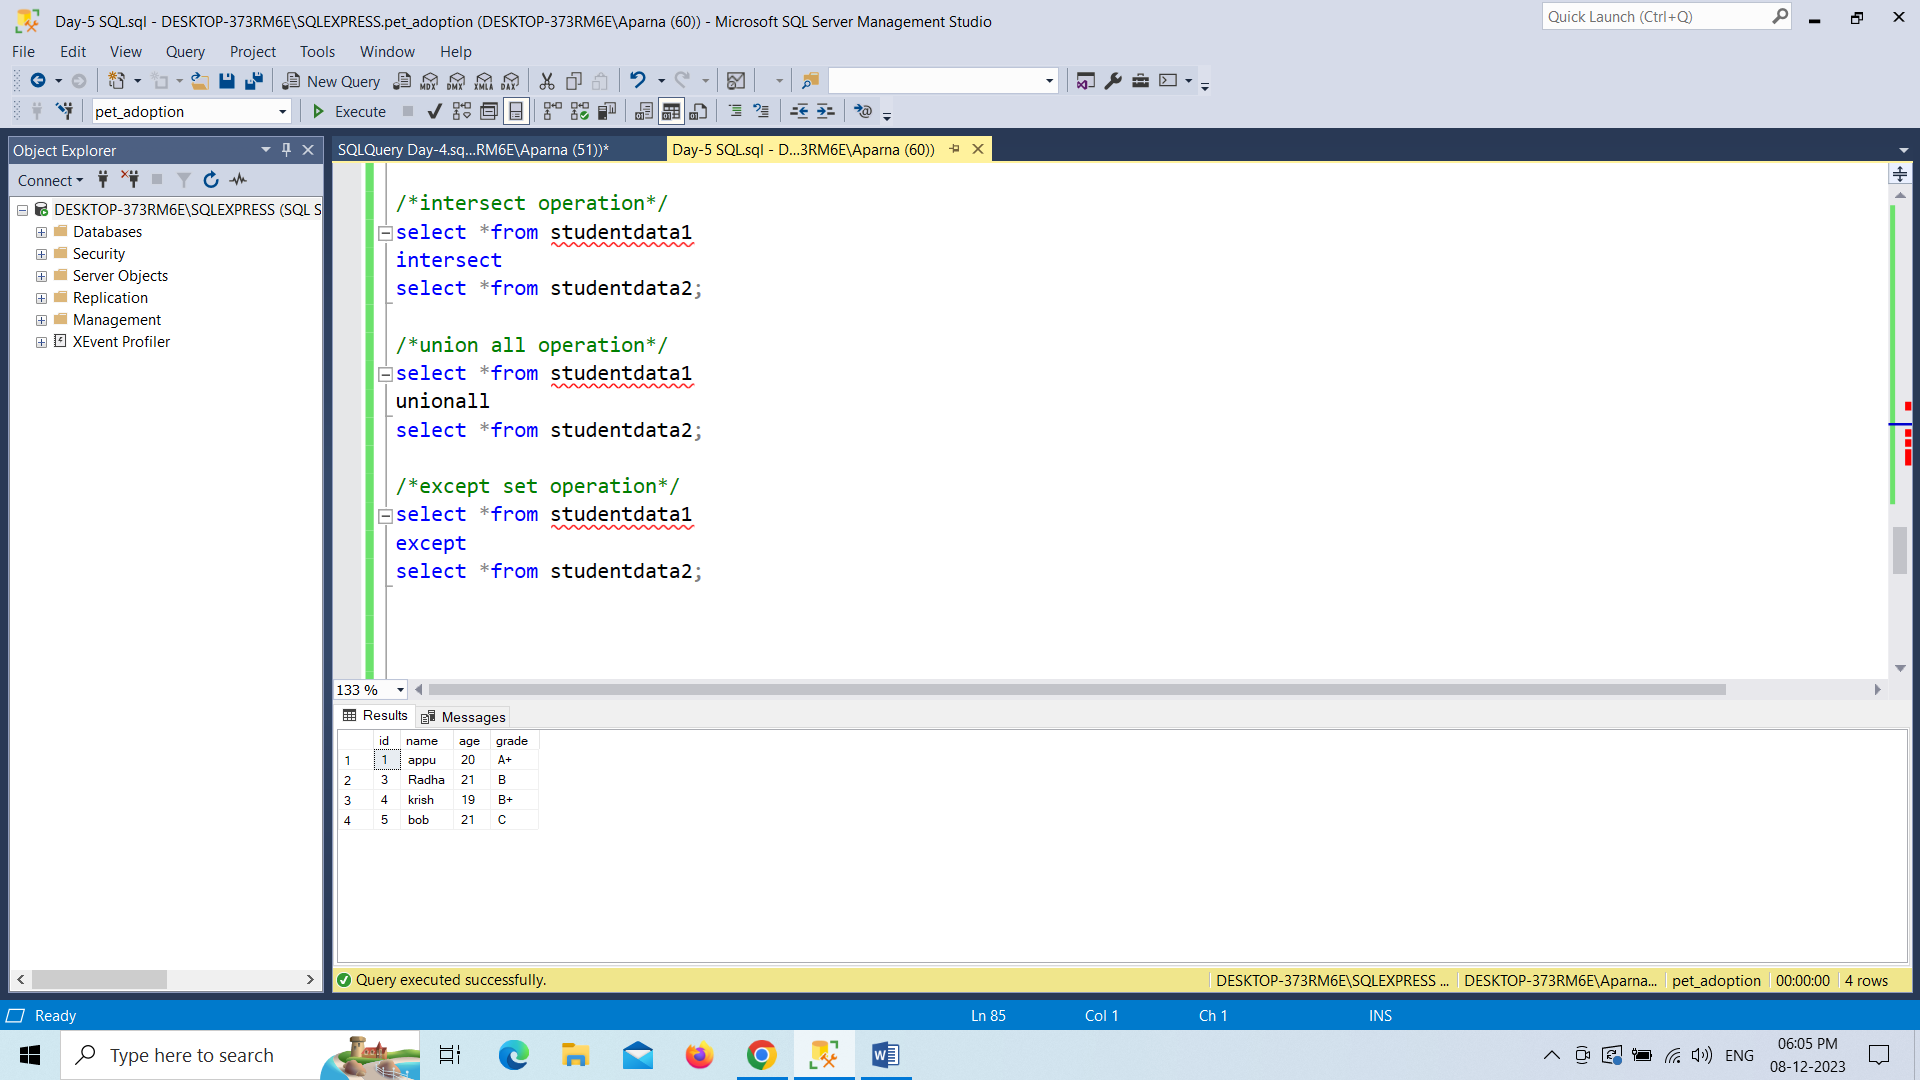 Day-5 SQL.sql - DESKTOP-373RM6E\SQLEXPRESS.pet_adoption (DESKTOP-373RM6E\Aparna (60)) - Microsoft SQL Server Management Studio
Quick Launch (Ctrl+Q)
File Edit View Query Project Tools Window Help
New Query MDX DMX XMLA DAX
pet_adoption Execute
Object Explorer
SQLQuery Day-4.sq...RM6E\Aparna (51))*
Day-5 SQL.sql - D...3RM6E\Aparna (60))
Connect
DESKTOP-373RM6E\SQLEXPRESS (SQL S
Databases
Security
Server Objects
Replication
Management
XEvent Profiler
/*intersect operation*/
select *from studentdata1
intersect
select *from studentdata2;
/*union all operation*/
select *from studentdata1
unionall
select *from studentdata2;
/*except set operation*/
select *from studentdata1
except
select *from studentdata2;
133 %
Results Messages
id name age grade
1 1 appu 20 A+
2 3 Radha 21 B
3 4 krish 19 B+
4 5 bob 21 C
Query executed successfully.
DESKTOP-373RM6E\SQLEXPRESS ... DESKTOP-373RM6E\Aparna... pet_adoption 00:00:00 4 rows
Ready Ln 85 Col 1 Ch 1 INS
Type here to search
ENG
06:05 PM
08-12-2023